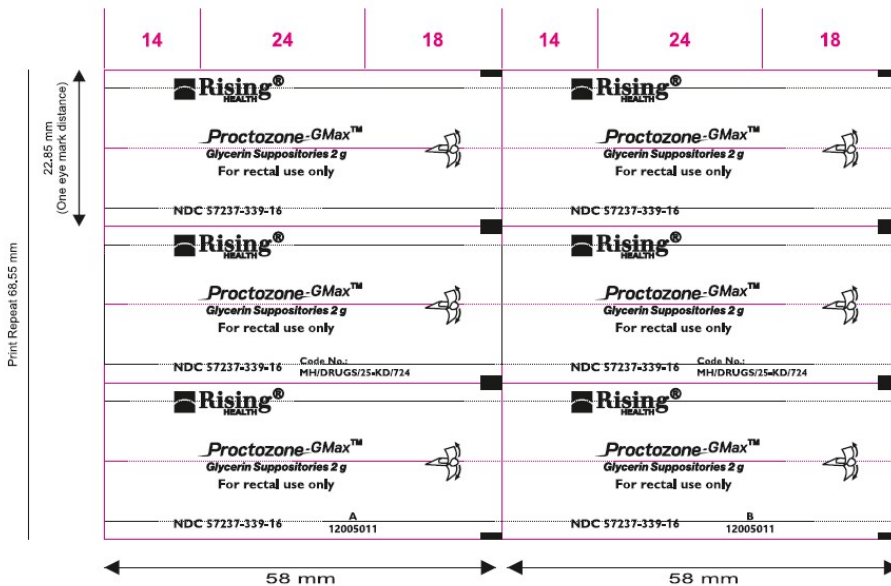 14 24 18 14 24 18
22,85 mm
(One eye mark distance)
Print Repeat 68,55 mm
Rising®
HEALTH
Proctozone-GMax™
Glycerin Suppositories 2 g
For rectal use only
NDC 57237-339-16
Rising®
HEALTH
Proctozone-GMax™
Glycerin Suppositories 2 g
For rectal use only
NDC 57237-339-16
Rising®
HEALTH
Proctozone-GMax™
Glycerin Suppositories 2 g
For rectal use only
NDC 57237-339-16
Code No.:
MH/DRUGS/25-KD/724
Rising®
HEALTH
Proctozone-GMax™
Glycerin Suppositories 2 g
For rectal use only
NDC 57237-339-16
Code No.:
MH/DRUGS/25-KD/724
Rising®
HEALTH
Proctozone-GMax™
Glycerin Suppositories 2 g
For rectal use only
NDC 57237-339-16
A
12005011
Rising®
HEALTH
Proctozone-GMax™
Glycerin Suppositories 2 g
For rectal use only
NDC 57237-339-16
B
12005011
58 mm
58 mm